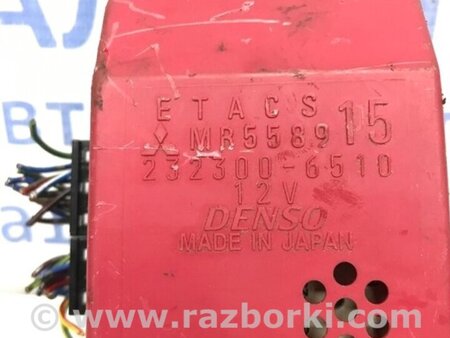 ETACS
MR558915
232300-6510
12V
DENSO
MADE IN JAPAN
www.razborki.com